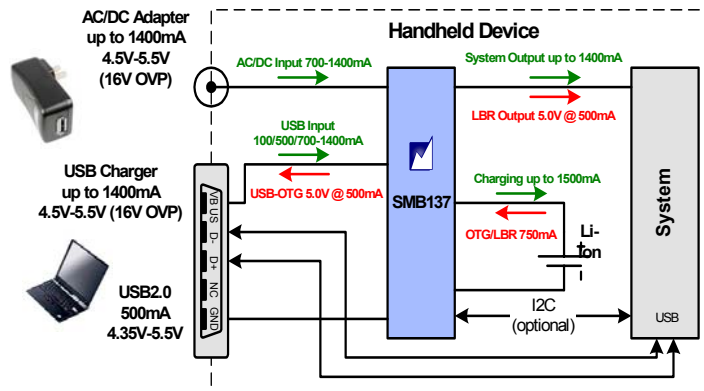 AC/DC Adapter
up to 1400mA
4.5V-5.5V
(16V OVP)
Handheld Device
AC/DC Input 700-1400mA
System Output up to 1400mA
LBR Output 5.0V @ 500mA
USB Input
100/500/700-1400mA
USB-OTG 5.0V @ 500mA
USB Charger
up to 1400mA
4.5V-5.5V (16V OVP)
SMB137
Charging up to 1500mA
OTG/LBR 750mA
Li-
Ion
+
-
System
VB US
D-
D+
NC
GND
USB2.0
500mA
4.35V-5.5V
I2C
(optional)
USB